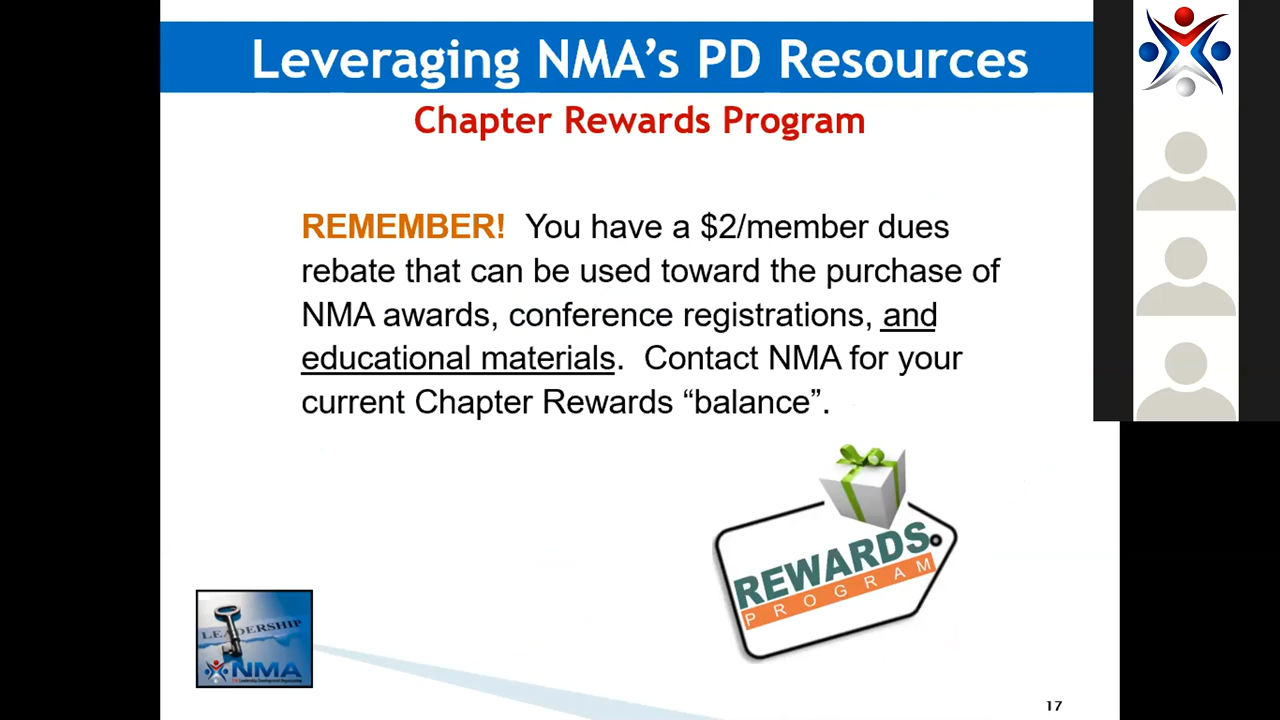 Leveraging NMA's PD Resources
Chapter Rewards Program
REMEMBER!  You have a $2/member dues
rebate that can be used toward the purchase of
NMA awards, conference registrations, and
educational materials.  Contact NMA for your
current Chapter Rewards “balance”.
REWARDS
PROGRAM
LEADERSHIP
NMA
17